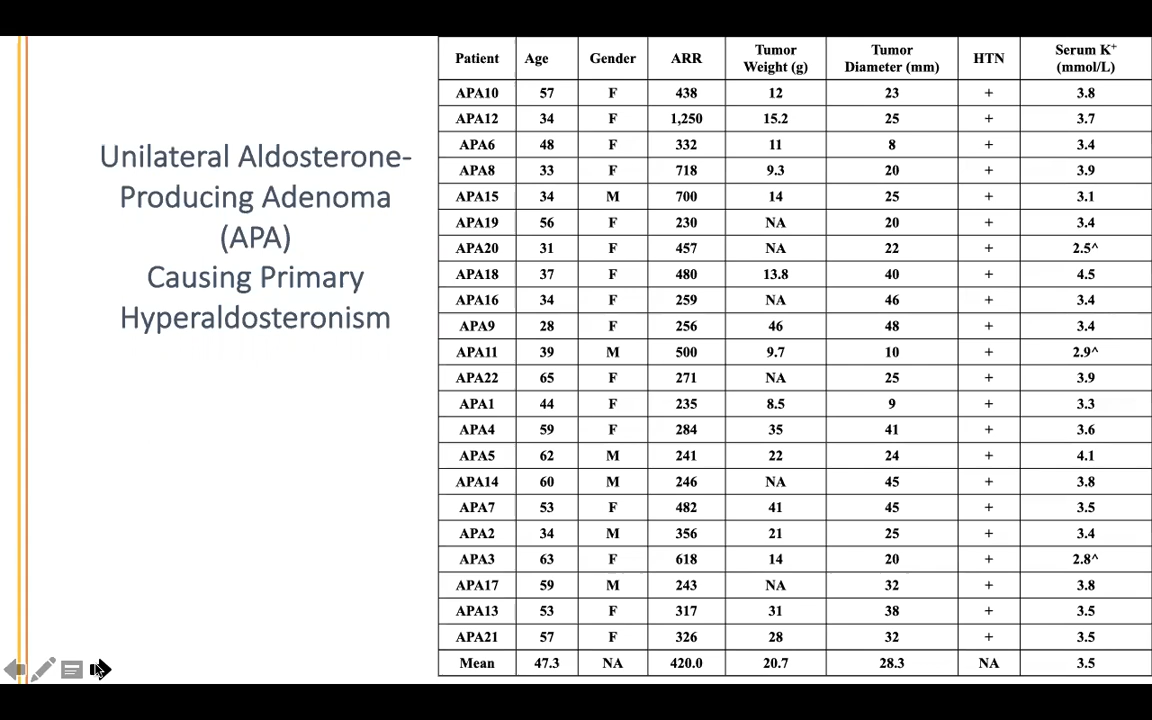 Unilateral Aldosterone-
Producing Adenoma
(APA)
Causing Primary
Hyperaldosteronism
Patient Age Gender ARR Tumor Weight (g) Tumor Diameter (mm) HTN Serum K⁺ (mmol/L)
APA10 57 F 438 12 23 + 3.8
APA12 34 F 1,250 15.2 25 + 3.7
APA6 48 F 332 11 8 + 3.4
APA8 33 F 718 9.3 20 + 3.9
APA15 34 M 700 14 25 + 3.1
APA19 56 F 230 NA 20 + 3.4
APA20 31 F 457 NA 22 + 2.5^
APA18 37 F 480 13.8 40 + 4.5
APA16 34 F 259 NA 46 + 3.4
APA9 28 F 256 46 48 + 3.4
APA11 39 M 500 9.7 10 + 2.9^
APA22 65 F 271 NA 25 + 3.9
APA1 44 F 235 8.5 9 + 3.3
APA4 59 F 284 35 41 + 3.6
APA5 62 M 241 22 24 + 4.1
APA14 60 M 246 NA 45 + 3.8
APA7 53 F 482 41 45 + 3.5
APA2 34 M 356 21 25 + 3.4
APA3 63 F 618 14 20 + 2.8^
APA17 59 M 243 NA 32 + 3.8
APA13 53 F 317 31 38 + 3.5
APA21 57 F 326 28 32 + 3.5
Mean 47.3 NA 420.0 20.7 28.3 NA 3.5